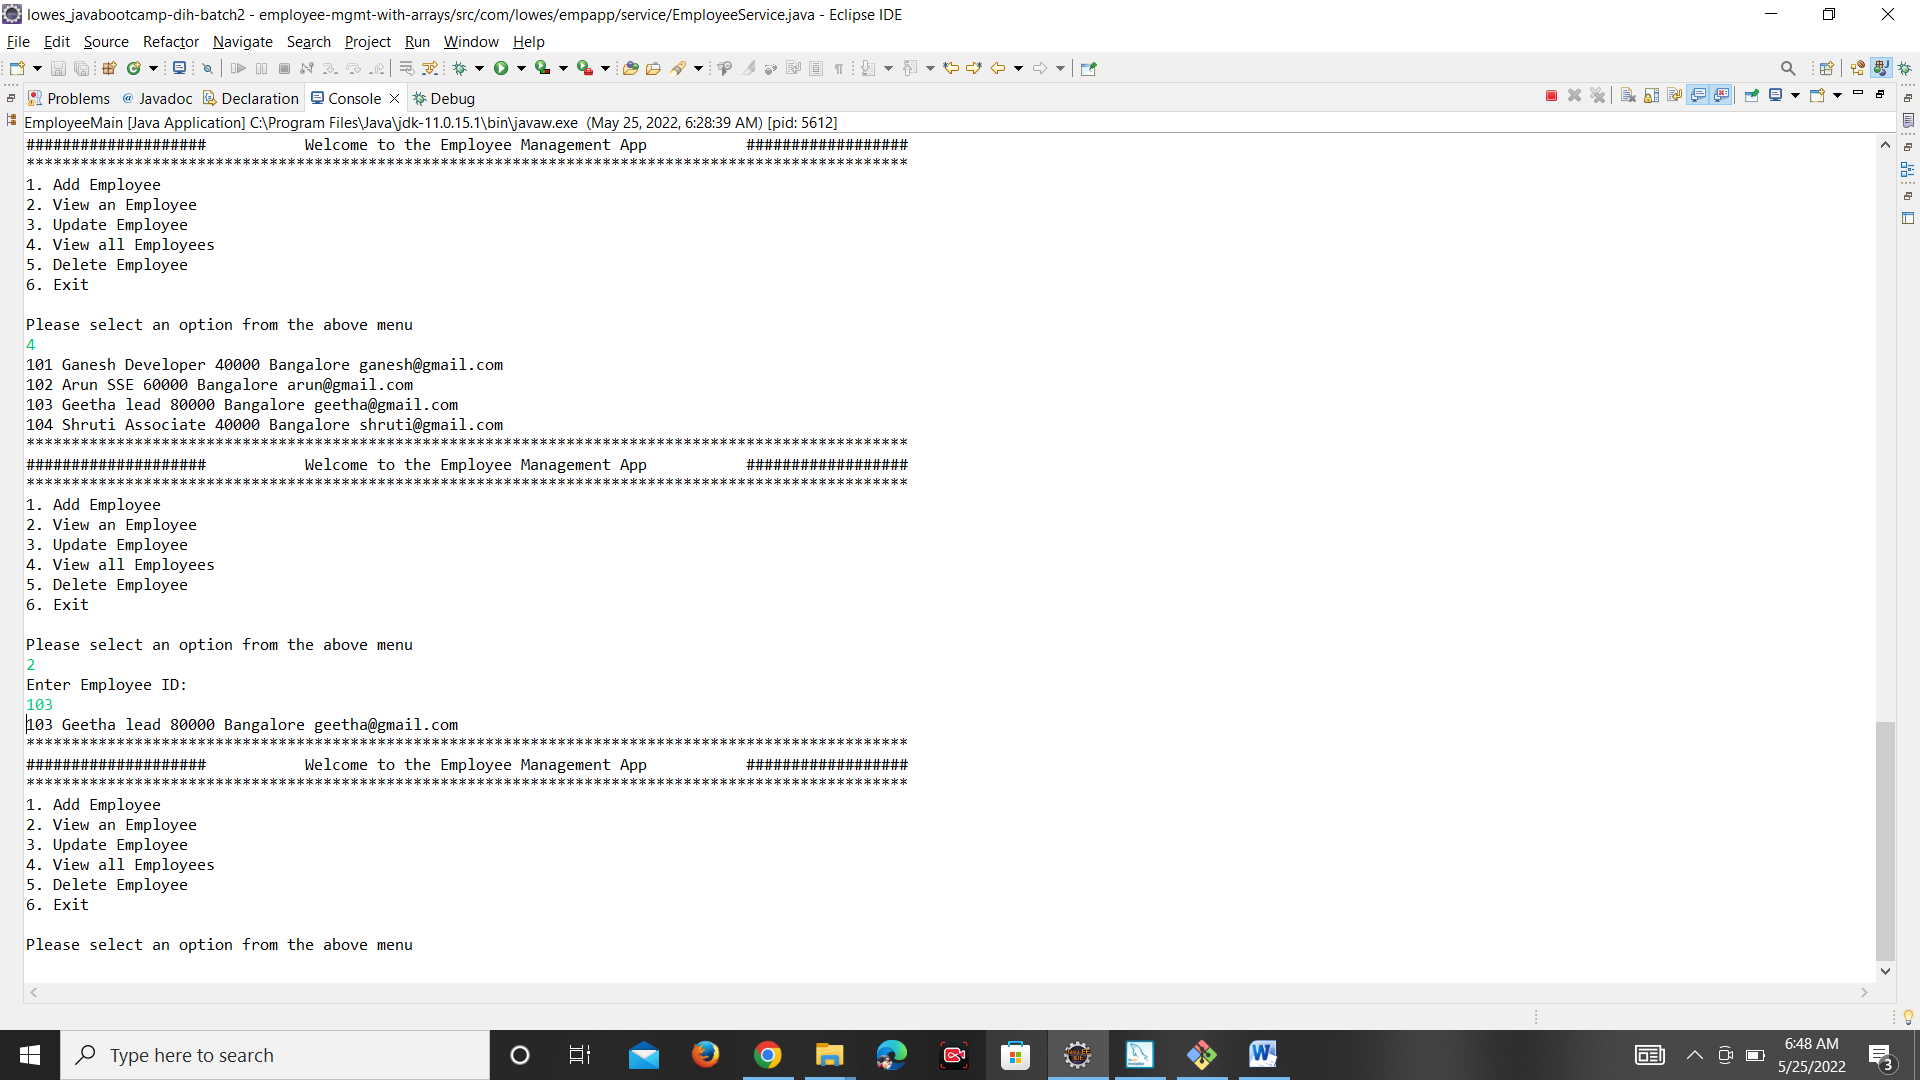 lowes_javabootcamp-dih-batch2 - employee-mgmt-with-arrays/src/com/lowes/empapp/service/EmployeeService.java - Eclipse IDE
File Edit Source Refactor Navigate Search Project Run Window Help
Problems @ Javadoc Declaration Console Debug
EmployeeMain [Java Application] C:\Program Files\Java\jdk-11.0.15.1\bin\javaw.exe (May 25, 2022, 6:28:39 AM) [pid: 5612]
####################           Welcome to the Employee Management App           ##################
**************************************************************************************************
1. Add Employee
2. View an Employee
3. Update Employee
4. View all Employees
5. Delete Employee
6. Exit
Please select an option from the above menu
4
101 Ganesh Developer 40000 Bangalore ganesh@gmail.com
102 Arun SSE 60000 Bangalore arun@gmail.com
103 Geetha lead 80000 Bangalore geetha@gmail.com
104 Shruti Associate 40000 Bangalore shruti@gmail.com
**************************************************************************************************
####################           Welcome to the Employee Management App           ##################
**************************************************************************************************
1. Add Employee
2. View an Employee
3. Update Employee
4. View all Employees
5. Delete Employee
6. Exit
Please select an option from the above menu
2
Enter Employee ID:
103
103 Geetha lead 80000 Bangalore geetha@gmail.com
**************************************************************************************************
####################           Welcome to the Employee Management App           ##################
**************************************************************************************************
1. Add Employee
2. View an Employee
3. Update Employee
4. View all Employees
5. Delete Employee
6. Exit
Please select an option from the above menu
Type here to search
6:48 AM
5/25/2022
3